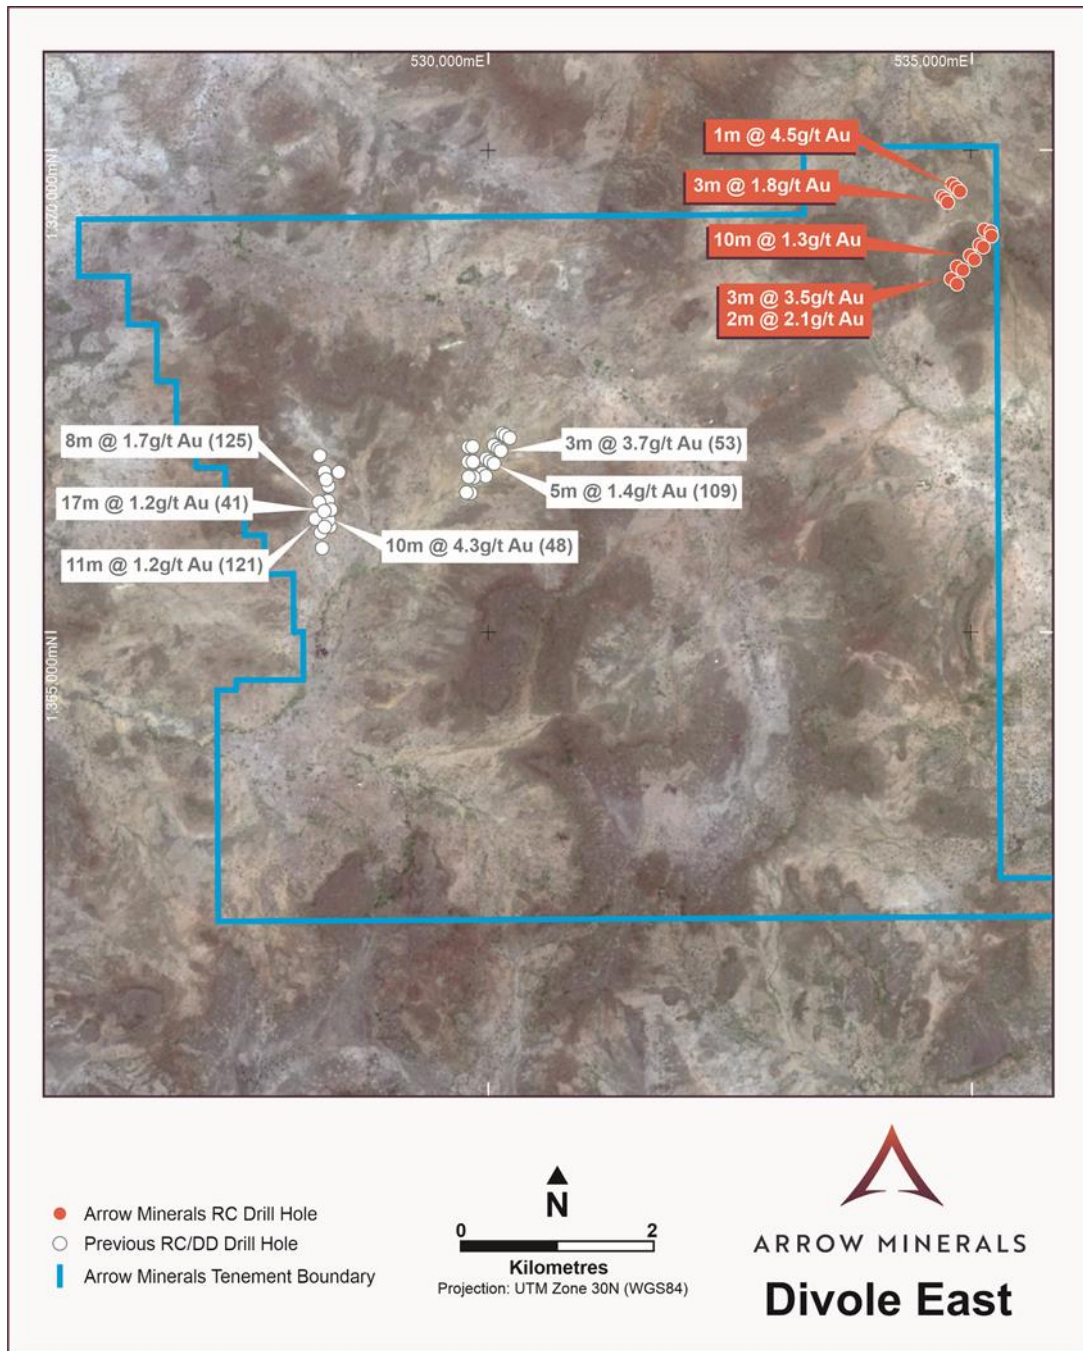 530,000mE
535,000mE
1,370,000mN
1m @ 4.5g/t Au
3m @ 1.8g/t Au
10m @ 1.3g/t Au
3m @ 3.5g/t Au
2m @ 2.1g/t Au
8m @ 1.7g/t Au (125)
3m @ 3.7g/t Au (53)
17m @ 1.2g/t Au (41)
5m @ 1.4g/t Au (109)
11m @ 1.2g/t Au (121)
10m @ 4.3g/t Au (48)
1,365,000mN
Arrow Minerals RC Drill Hole
Previous RC/DD Drill Hole
Arrow Minerals Tenement Boundary
N
0 2
Kilometres
Projection: UTM Zone 30N (WGS84)
ARROW MINERALS
Divole East